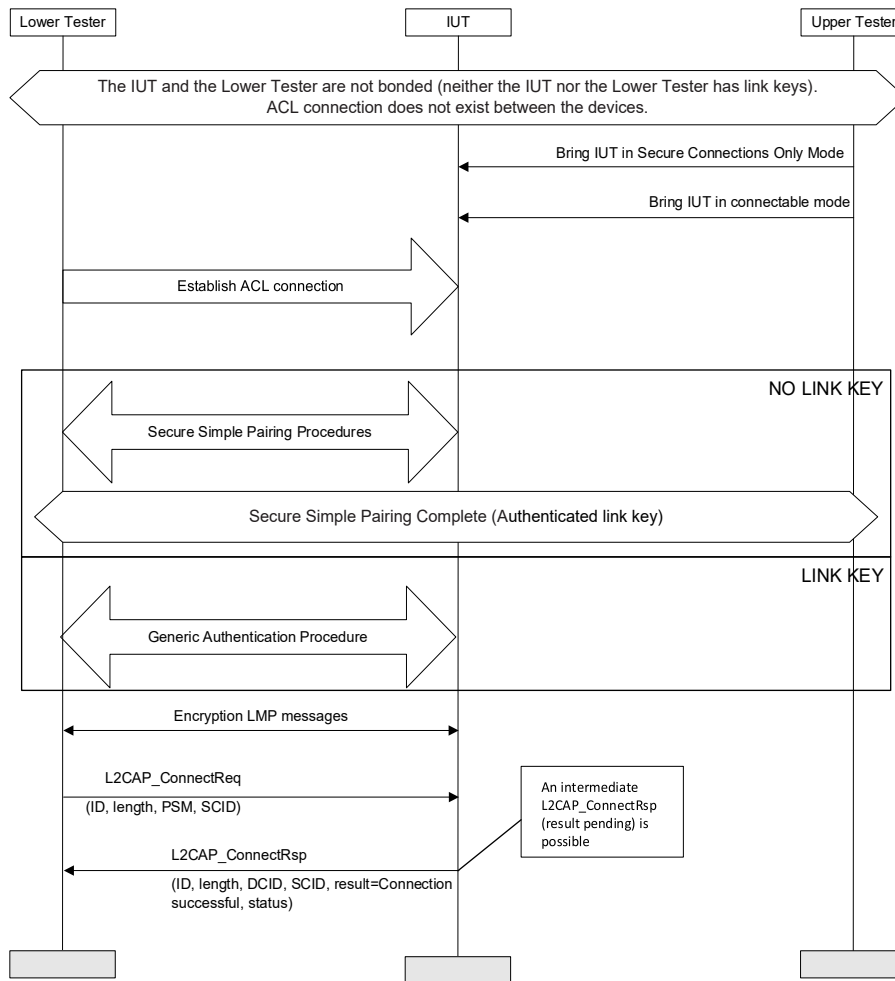 Lower Tester
IUT
Upper Tester
The IUT and the Lower Tester are not bonded (neither the IUT nor the Lower Tester has link keys).
ACL connection does not exist between the devices.
Bring IUT in Secure Connections Only Mode
Bring IUT in connectable mode
Establish ACL connection
NO LINK KEY
Secure Simple Pairing Procedures
Secure Simple Pairing Complete (Authenticated link key)
LINK KEY
Generic Authentication Procedure
Encryption LMP messages
L2CAP_ConnectReq
(ID, length, PSM, SCID)
An intermediate
L2CAP_ConnectRsp
(result pending) is
possible
L2CAP_ConnectRsp
(ID, length, DCID, SCID, result=Connection
successful, status)